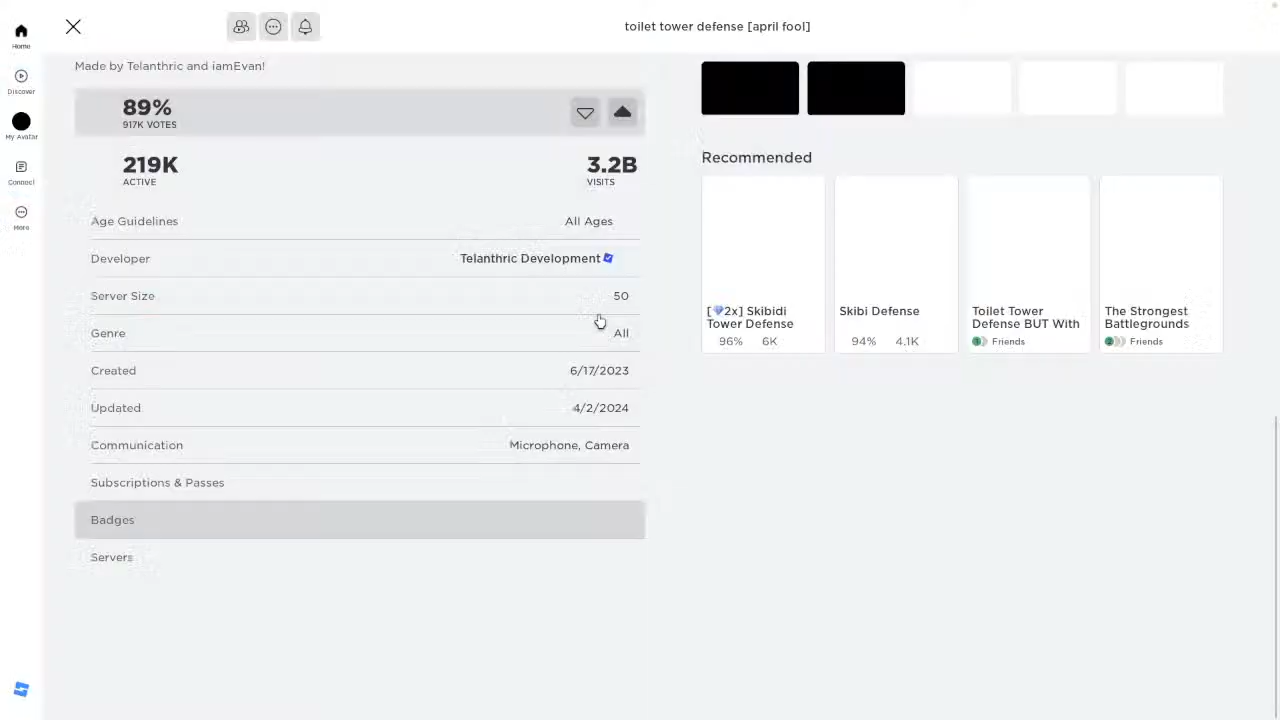 toilet tower defense [april fool]
Home
Discover
My Avatar
Connect
More
Made by Telanthric and iamEvan!
89%
917K VOTES
219K
ACTIVE
3.2B
VISITS
Age Guidelines
All Ages
Developer
Telanthric Development
Server Size
50
Genre
All
Created
6/17/2023
Updated
4/2/2024
Communication
Microphone, Camera
Subscriptions & Passes
Badges
Servers
Recommended
[💎2x] Skibidi
Tower Defense
96% 6K
Skibi Defense
94% 4.1K
Toilet Tower
Defense BUT With
1 Friends
The Strongest
Battlegrounds
2 Friends